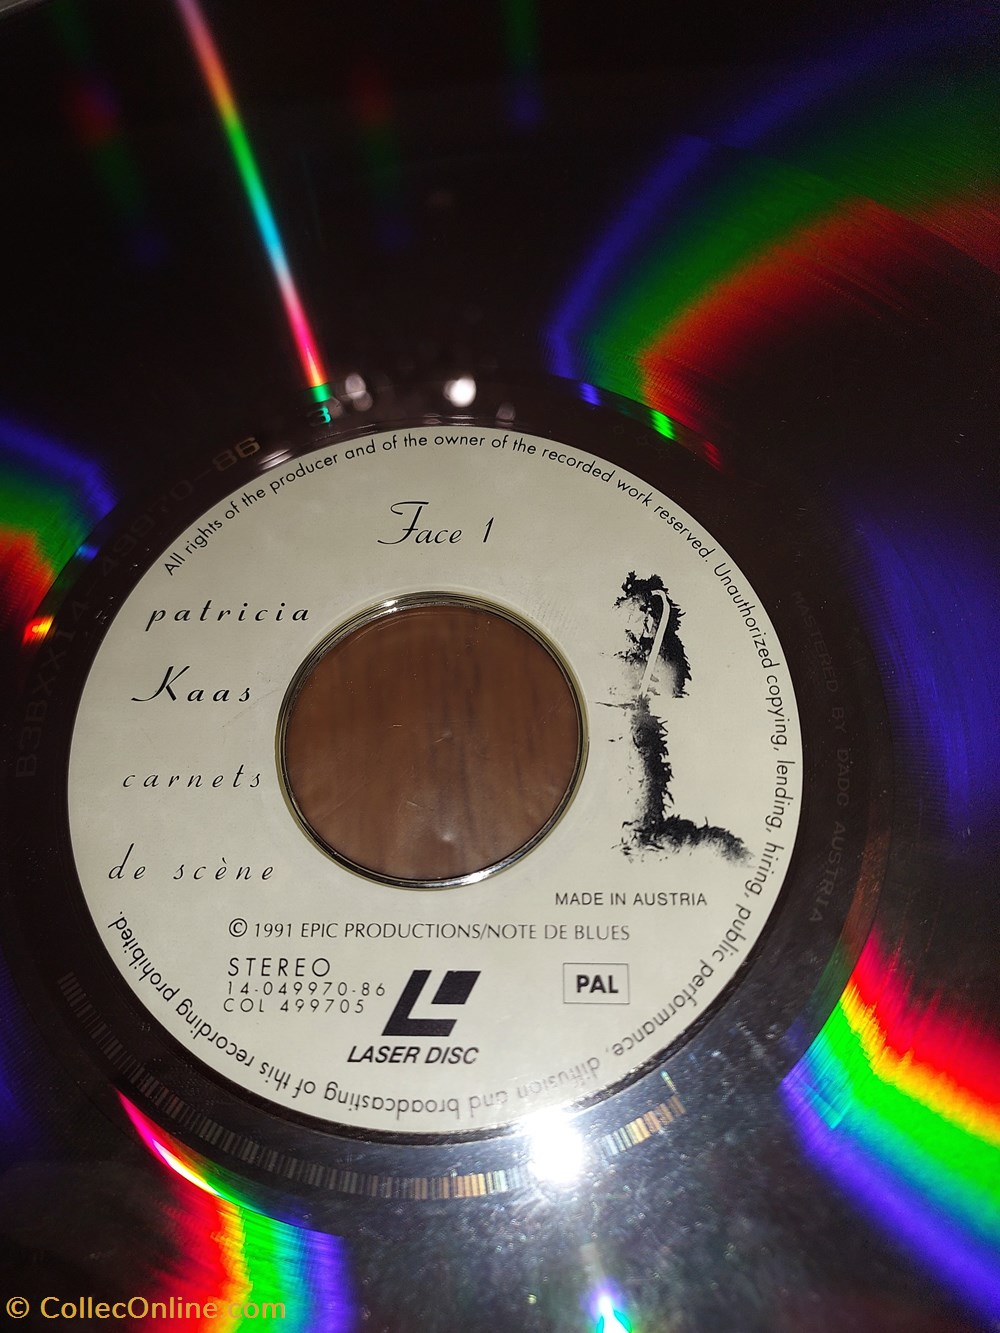 All rights of the producer and of the owner of the recorded work reserved. Unauthorized copying, lending, hiring, public performance, diffusion and broadcasting of this recording prohibited.
Face 1
patricia
Kaas
carnets
de scène
MADE IN AUSTRIA
© 1991 EPIC PRODUCTIONS/NOTE DE BLUES
STEREO
14-049970-86
COL 499705
PAL
LASER DISC
MASTERED BY DADC AUSTRIA
© CollecOnline.com